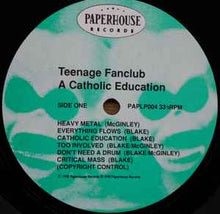 PAPERHOUSE
RECORDS
Teenage Fanclub
A Catholic Education
SIDE ONE
PAPLP004 33⅓RPM
HEAVY METAL (McGINLEY)
EVERYTHING FLOWS (BLAKE)
CATHOLIC EDUCATION (BLAKE)
TOO INVOLVED (BLAKE/McGINLEY)
DON'T NEED A DRUM (BLAKE/McGINLEY)
CRITICAL MASS (BLAKE)
(COPYRIGHT CONTROL)